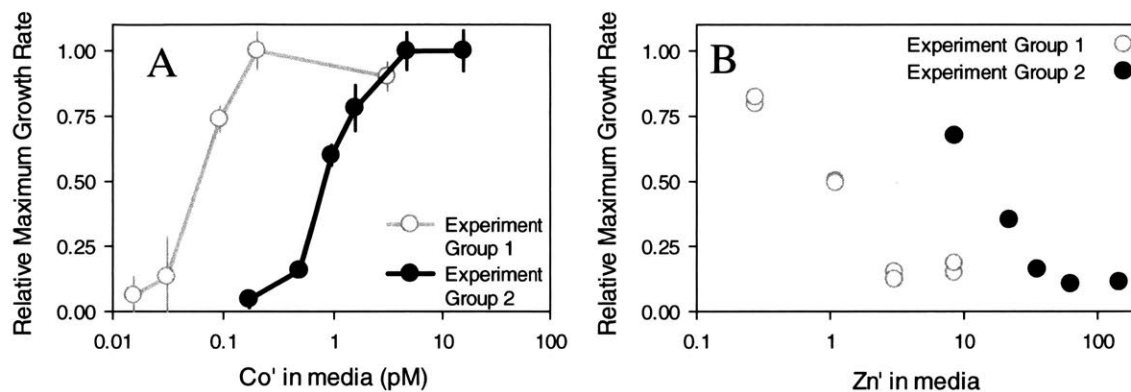 A
Relative Maximum Growth Rate
1.00
0.75
0.50
0.25
0.00
0.01
0.1
1
10
100
Co' in media (pM)
Experiment
Group 1
Experiment
Group 2
B
Relative Maximum Growth Rate
1.00
0.75
0.50
0.25
0.00
0.1
1
10
100
Zn' in media
Experiment Group 1
Experiment Group 2